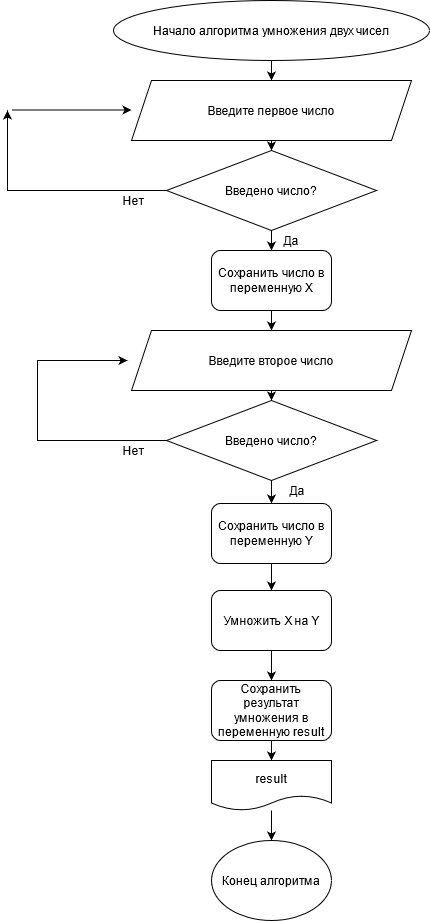 Начало алгоритма умножения двух чисел
Введите первое число
Введено число?
Нет
Да
Сохранить число в
переменную X
Введите второе число
Введено число?
Нет
Да
Сохранить число в
переменную Y
Умножить X на Y
Сохранить
результат
умножения в
переменную result
result
Конец алгоритма